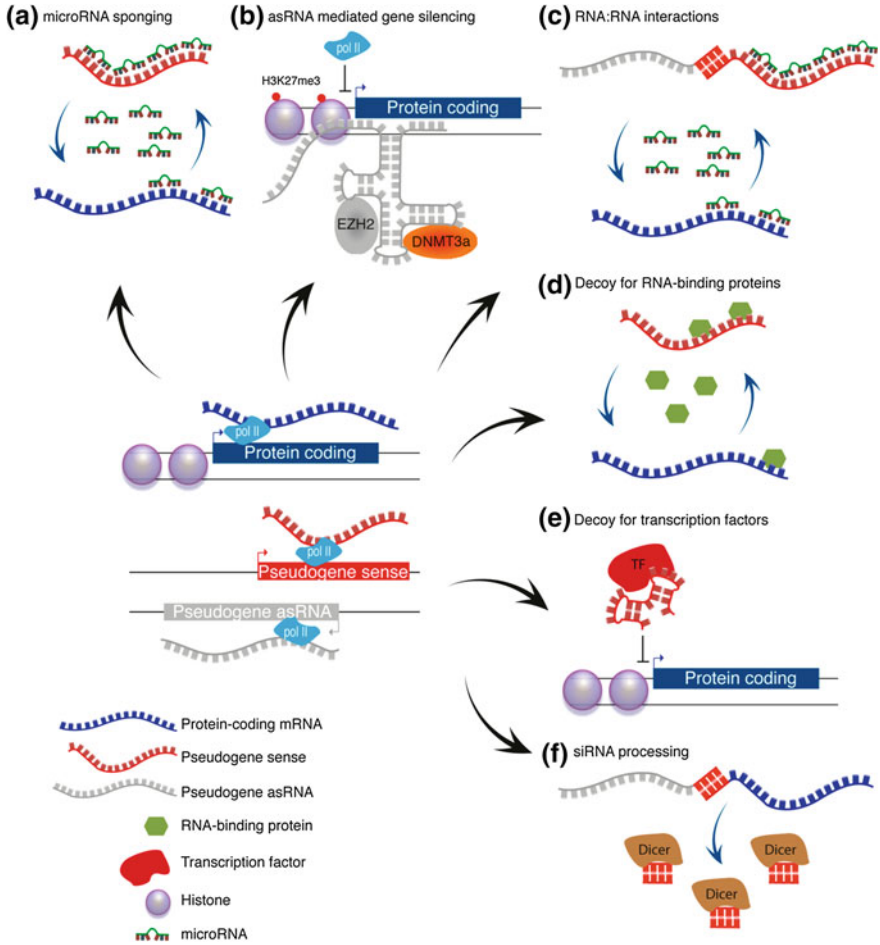 (a) microRNA sponging
(b) asRNA mediated gene silencing
pol II
H3K27me3
Protein coding
EZH2
DNMT3a
(c) RNA:RNA interactions
(d) Decoy for RNA-binding proteins
pol II
Protein coding
pol II
Pseudogene sense
Pseudogene asRNA
pol II
(e) Decoy for transcription factors
TF
Protein coding
(f) siRNA processing
Dicer
Dicer
Dicer
Protein-coding mRNA
Pseudogene sense
Pseudogene asRNA
RNA-binding protein
Transcription factor
Histone
microRNA